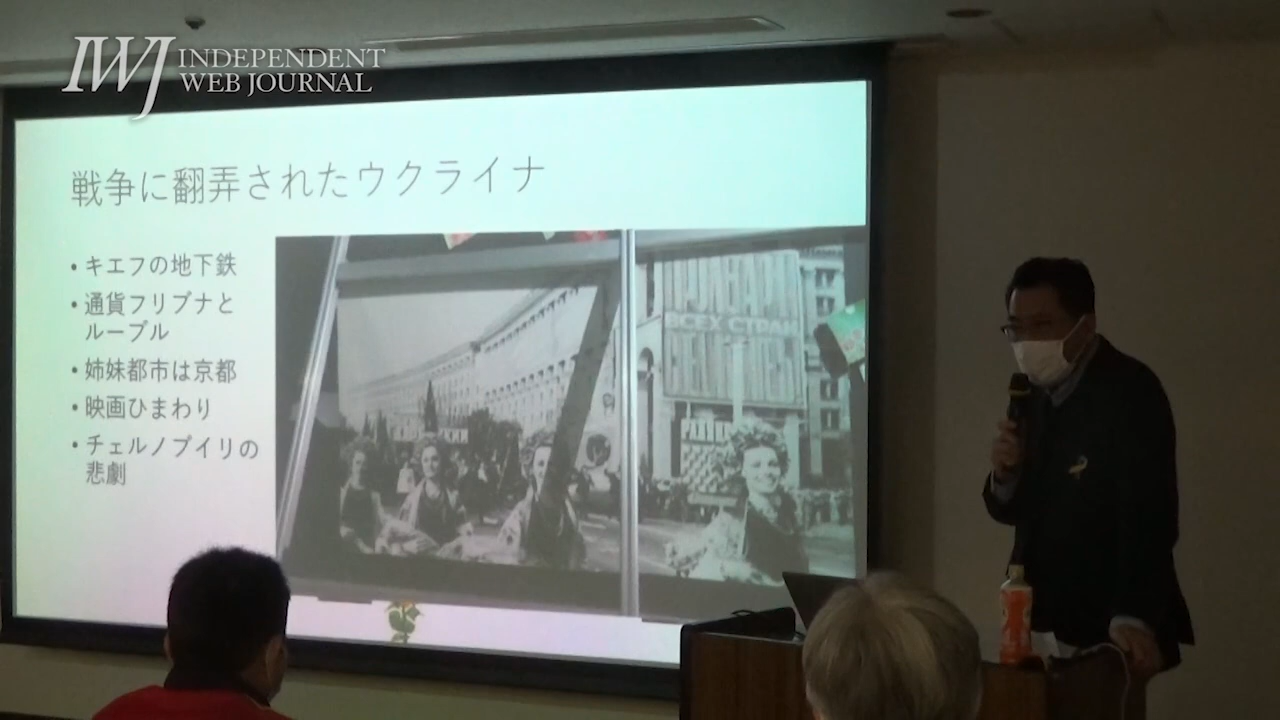 IWJ INDEPENDENT
WEB JOURNAL
戦争に翻弄されたウクライナ
• キエフの地下鉄
• 通貨フリブナと
ルーブル
• 姉妹都市は京都
• 映画ひまわり
• チェルノブイリの
悲劇
ВСЕХ СТРАН